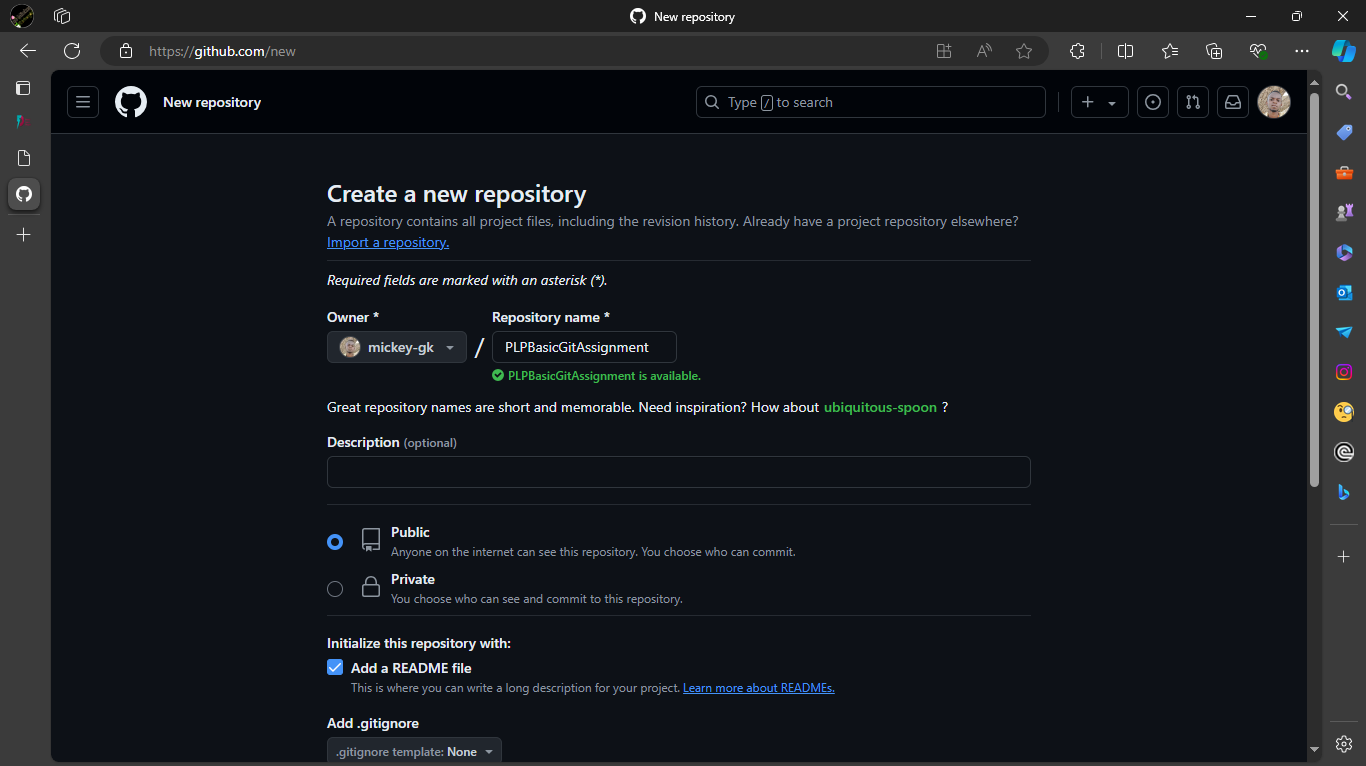 New repository
https://github.com/new
New repository
Type / to search
Create a new repository
A repository contains all project files, including the revision history. Already have a project repository elsewhere?
Import a repository.
Required fields are marked with an asterisk (*).
Owner *
Repository name *
mickey-gk
/
PLPBasicGitAssignment
PLPBasicGitAssignment is available.
Great repository names are short and memorable. Need inspiration? How about ubiquitous-spoon ?
Description (optional)
Public
Anyone on the internet can see this repository. You choose who can commit.
Private
You choose who can see and commit to this repository.
Initialize this repository with:
Add a README file
This is where you can write a long description for your project. Learn more about READMEs.
Add .gitignore
.gitignore template: None